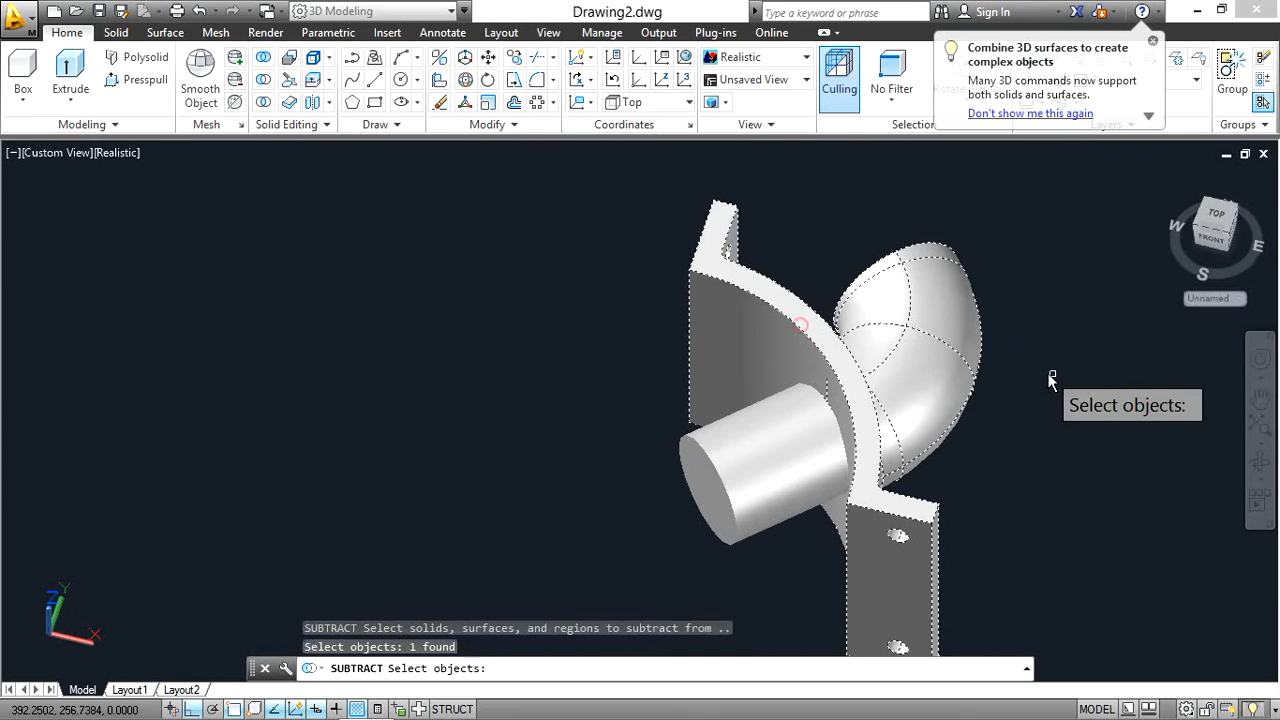 3D Modeling
Drawing2.dwg
Type a keyword or phrase
Sign In
Home
Solid
Surface
Mesh
Render
Parametric
Insert
Annotate
Layout
View
Manage
Output
Plug-ins
Online
Box
Extrude
Polysolid
Presspull
Smooth
Object
Realistic
Unsaved View
Top
Culling
No Filter
Group
Combine 3D surfaces to create
complex objects
Many 3D commands now support
both solids and surfaces.
Don't show me this again
Modeling
Mesh
Solid Editing
Draw
Modify
Coordinates
View
Selection
Layers
Groups
[−][Custom View][Realistic]
TOP
FRONT
W
E
S
Unnamed
Select objects:
Z
Y
X
SUBTRACT Select solids, surfaces, and regions to subtract from ..
Select objects: 1 found
SUBTRACT Select objects:
Model
Layout1
Layout2
392.2502, 256.7384, 0.0000
STRUCT
MODEL